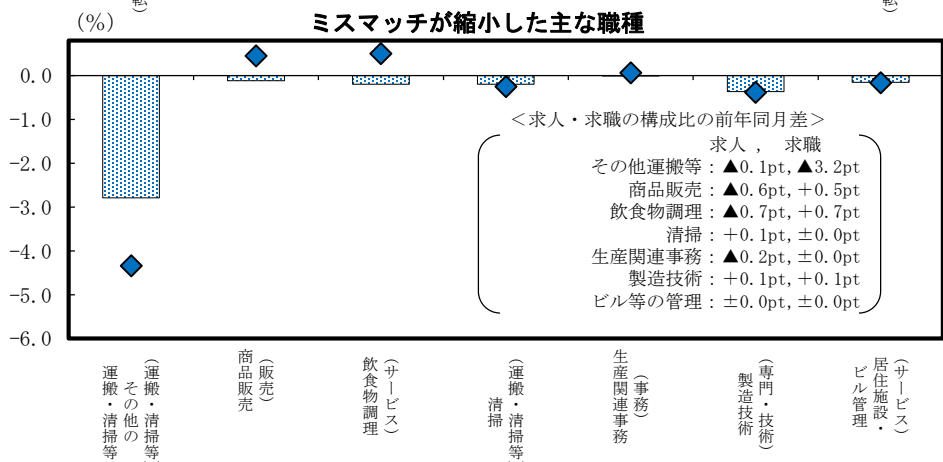 転）
転）
（％）
ミスマッチが縮小した主な職種
0.0
-1.0
-2.0
-3.0
-4.0
-5.0
-6.0
＜求人・求職の構成比の前年同月差＞
求人 ， 求職
その他運搬等：▲0.1pt,▲3.2pt
商品販売：▲0.6pt,＋0.5pt
飲食物調理：▲0.7pt,＋0.7pt
清掃：＋0.1pt,±0.0pt
生産関連事務：▲0.2pt,±0.0pt
製造技術：＋0.1pt,＋0.1pt
ビル等の管理：±0.0pt,±0.0pt
（運搬・清掃等）
その他の
運搬・清掃等
（販売）
商品販売
（サービス）
飲食物調理
（運搬・清掃等）
清掃
（事務）
生産関連事務
（専門・技術）
製造技術
（サービス）
居住施設・
ビル管理